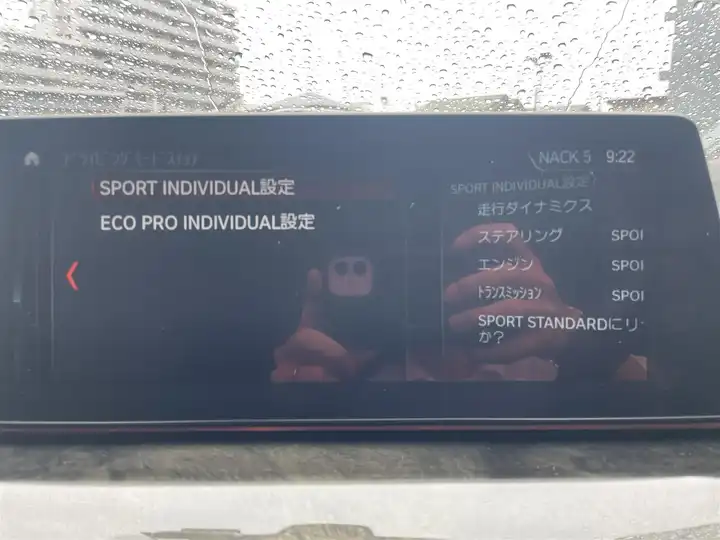 NACK 5 9:22
SPORT INDIVIDUAL設定
ECO PRO INDIVIDUAL設定
SPORT INDIVIDUAL設定
走行ダイナミクス
ステアリング SPOI
エンジン SPOI
トランスミッション SPOI
SPORT STANDARDにリ
か?